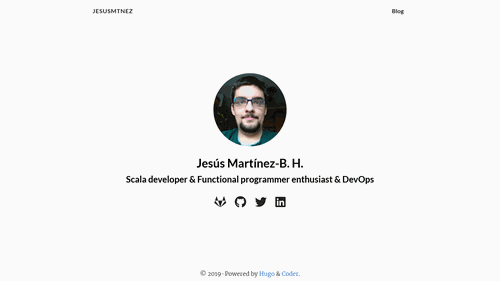 JESUSMTNEZ
Blog
Jesús Martínez-B. H.
Scala developer & Functional programmer enthusiast & DevOps
© 2019 · Powered by Hugo & Coder.